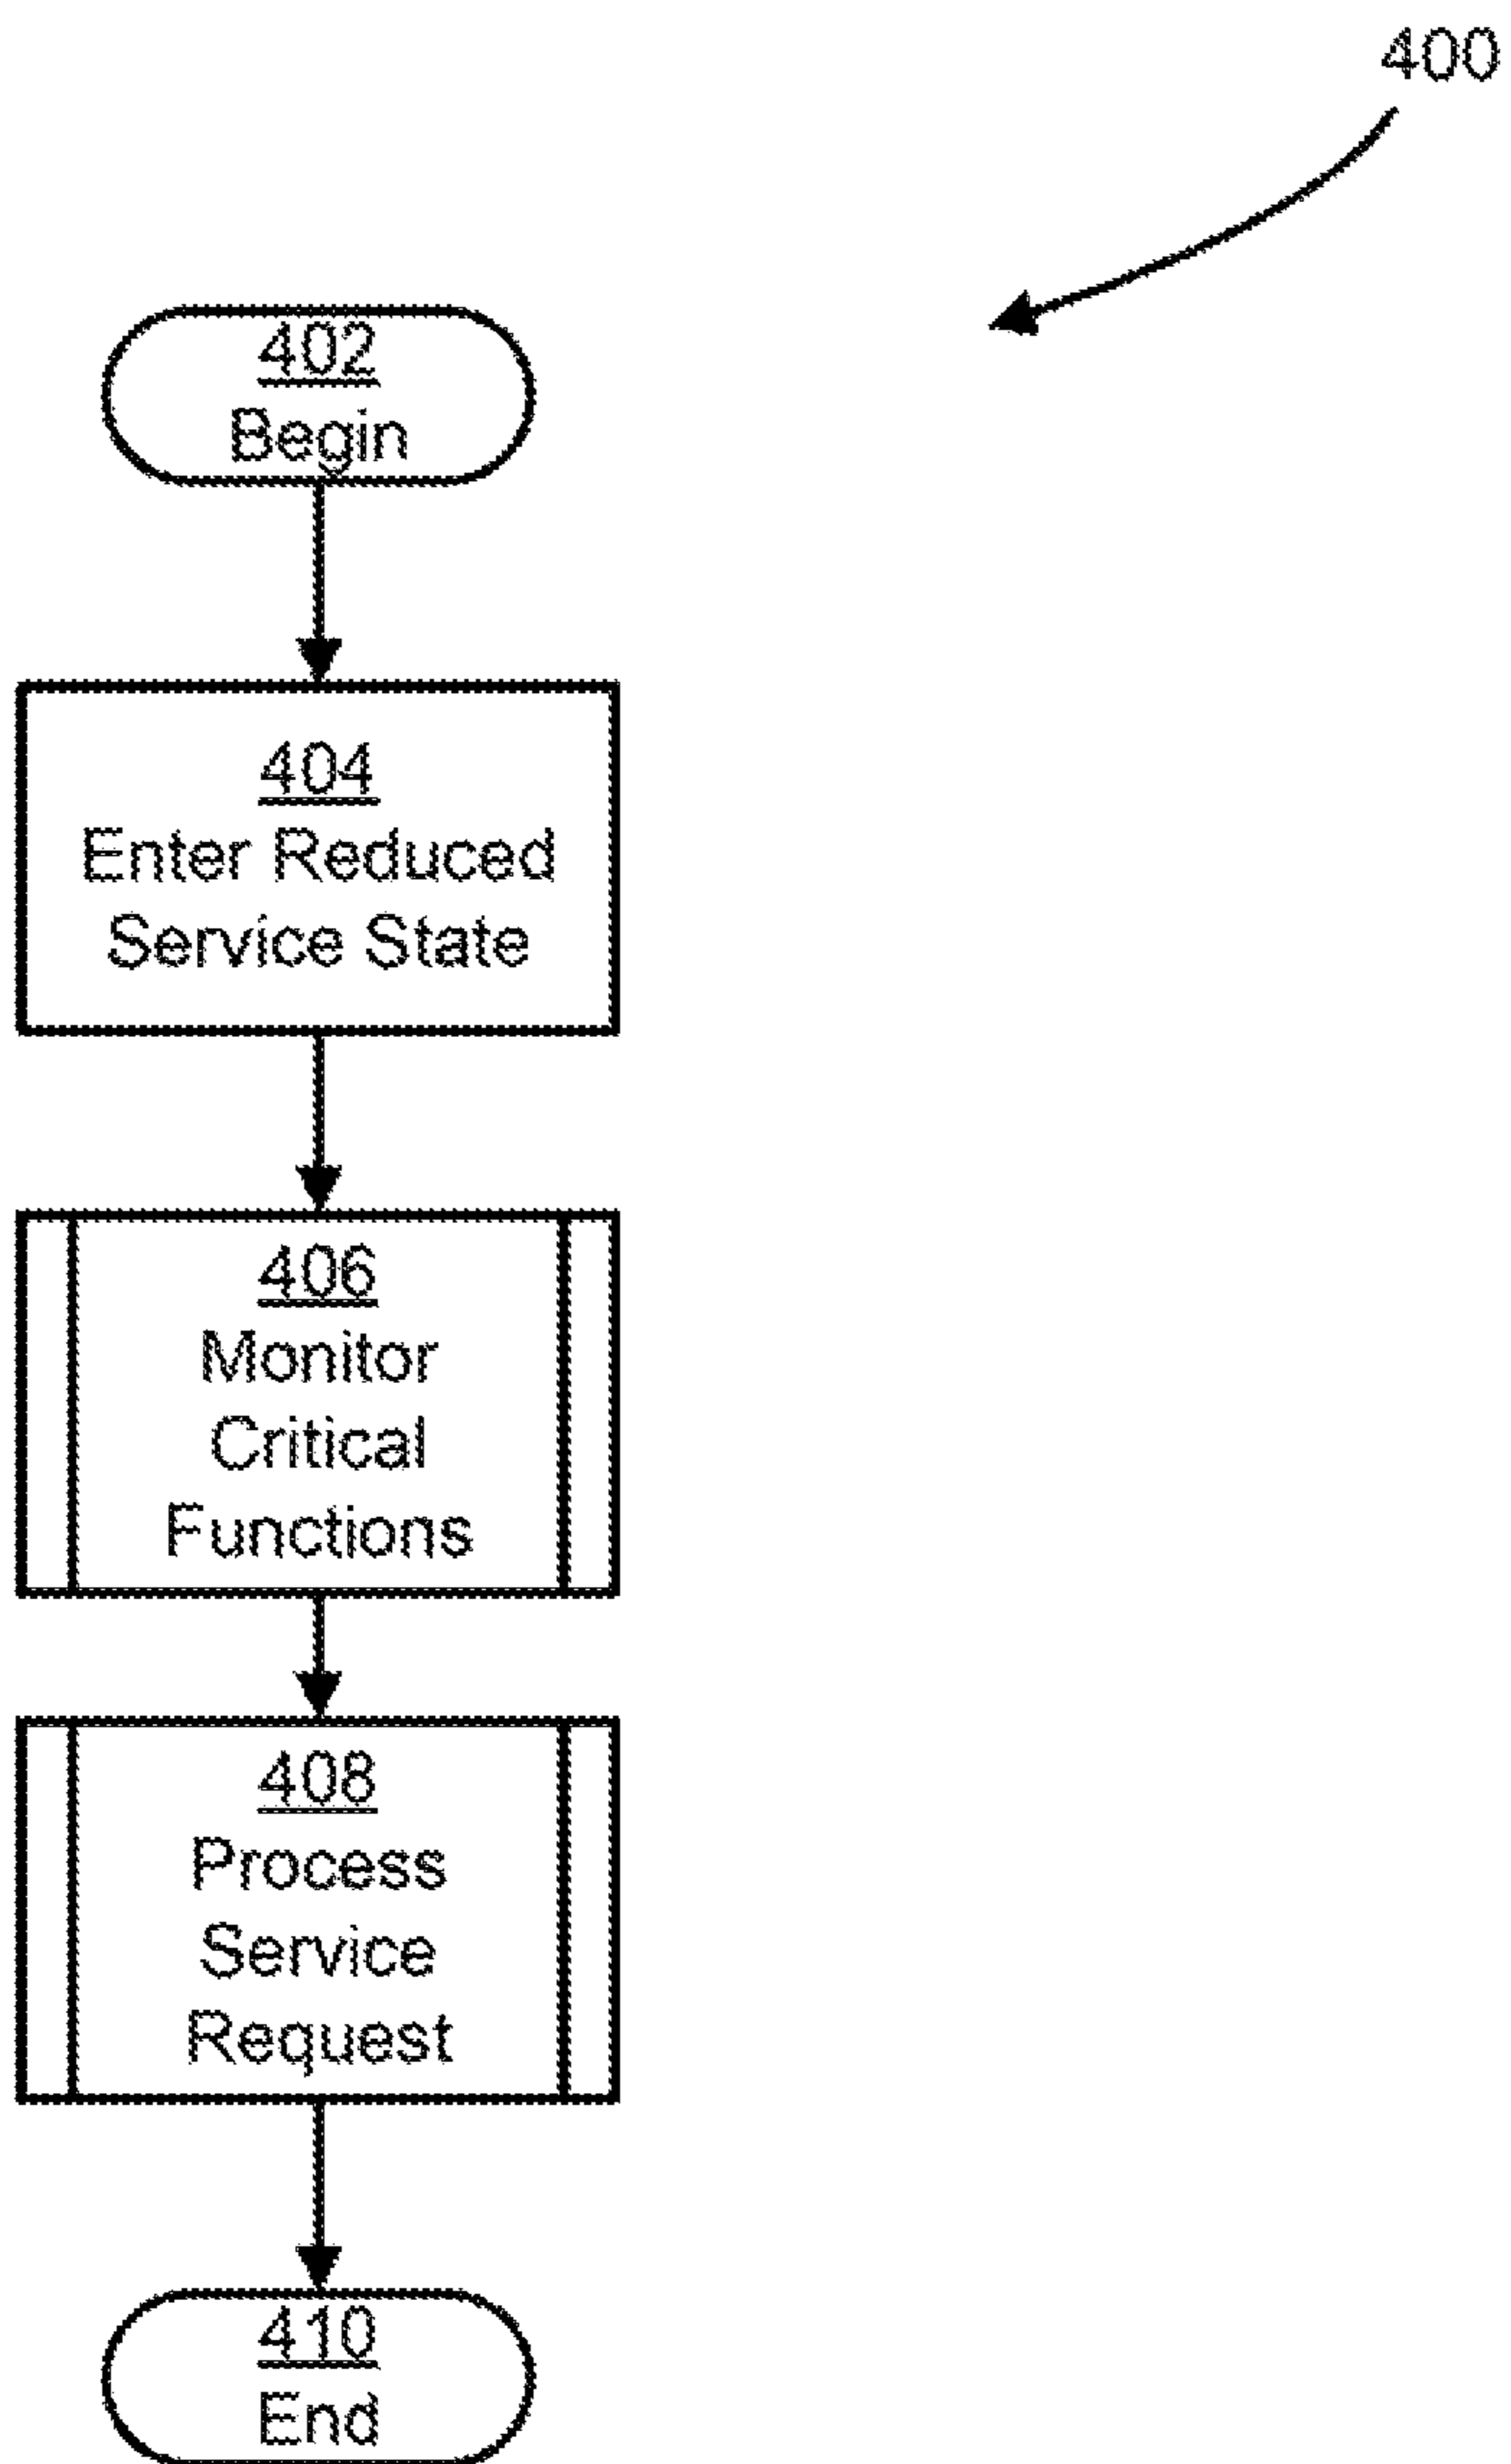 400
402
Begin
404
Enter Reduced
Service State
406
Monitor
Critical
Functions
408
Process
Service
Request
410
End